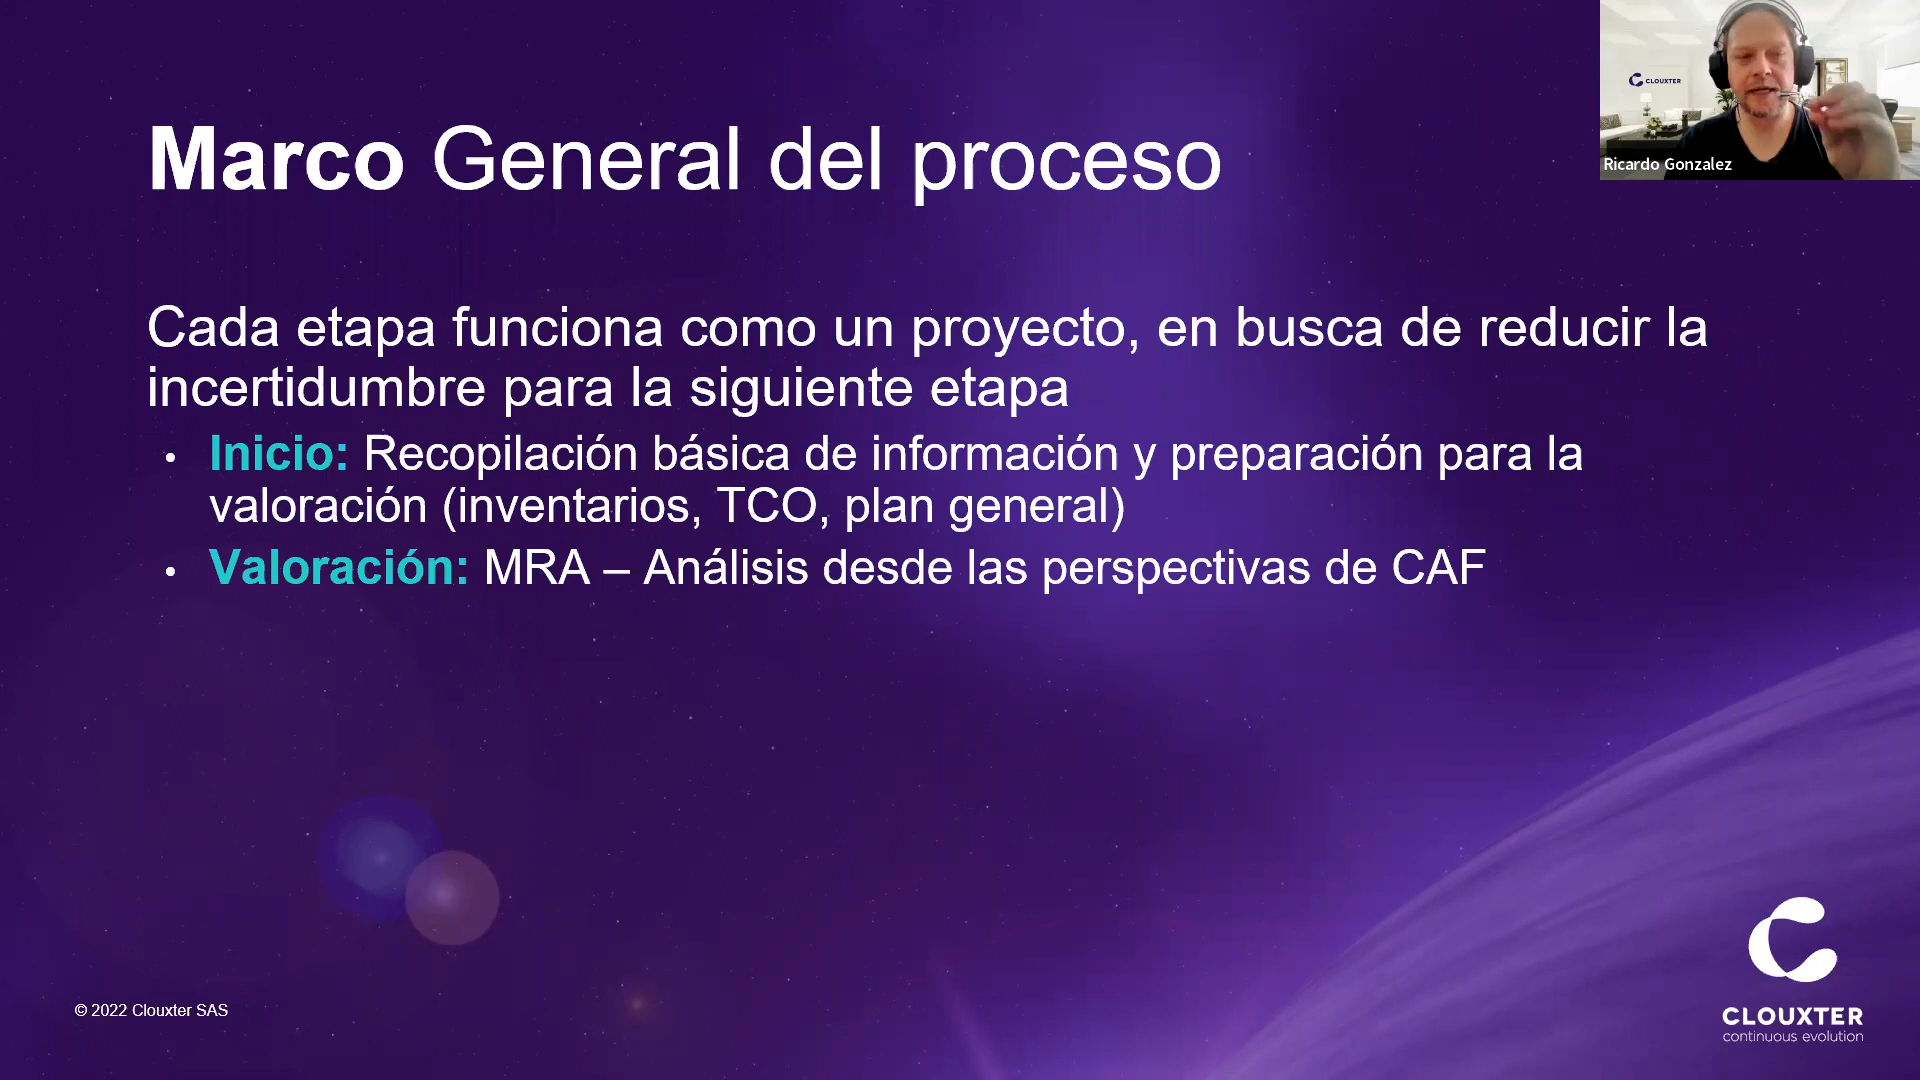 CLOUXTER
Ricardo Gonzalez
Marco General del proceso
Cada etapa funciona como un proyecto, en busca de reducir la
incertidumbre para la siguiente etapa
• Inicio: Recopilación básica de información y preparación para la
valoración (inventarios, TCO, plan general)
• Valoración: MRA – Análisis desde las perspectivas de CAF
© 2022 Clouxter SAS
CLOUXTER
continuous evolution